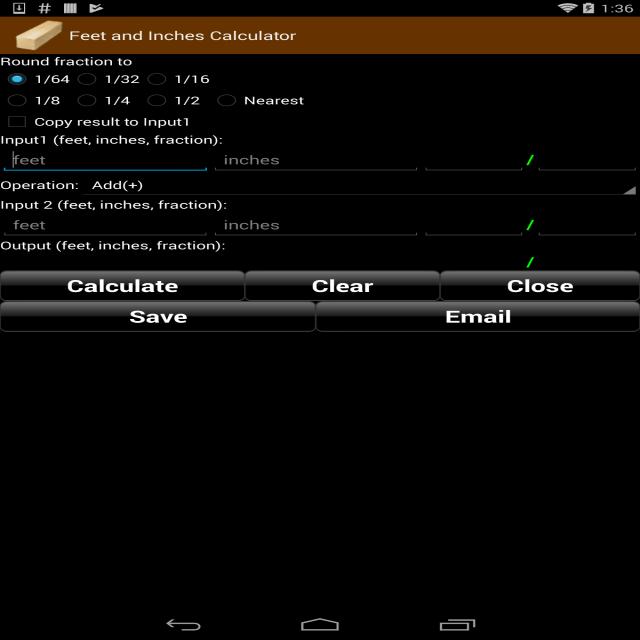 1:36
Feet and Inches Calculator
Round fraction to
1/64 1/32 1/16
1/8 1/4 1/2 Nearest
Copy result to Input1
Input1 (feet, inches, fraction):
feet inches /
Operation: Add(+)
Input 2 (feet, inches, fraction):
feet inches /
Output (feet, inches, fraction):
/
Calculate Clear Close
Save Email